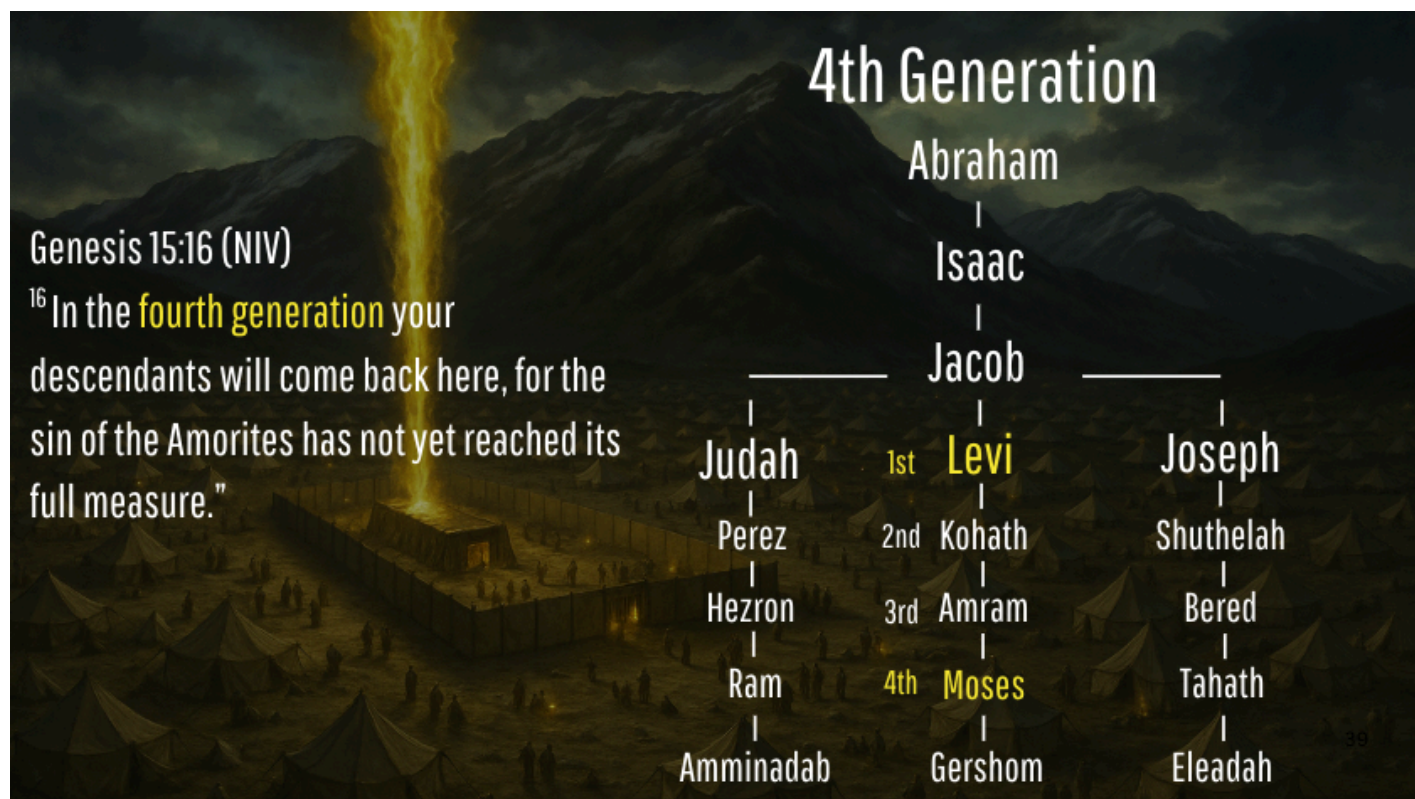 4th Generation
Abraham
Isaac
Jacob
Genesis 15:16 (NIV)
16 In the fourth generation your
descendants will come back here, for the
sin of the Amorites has not yet reached its
full measure.”
Judah 1st Levi Joseph
Perez 2nd Kohath Shuthelah
Hezron 3rd Amram Bered
Ram 4th Moses Tahath
Amminadab Gershom Eleadah
39